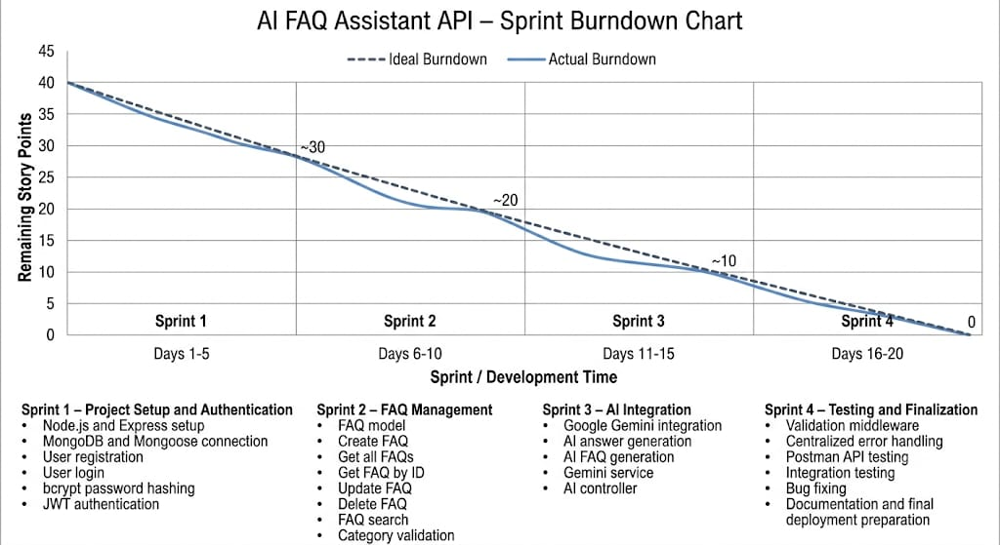 AI FAQ Assistant API – Sprint Burndown Chart
Ideal Burndown
Actual Burndown
Remaining Story Points
45
40
35
30
25
20
15
10
5
0
~30
~20
~10
0
Sprint 1
Sprint 2
Sprint 3
Sprint 4
Days 1-5
Days 6-10
Days 11-15
Days 16-20
Sprint / Development Time
Sprint 1 – Project Setup and Authentication
• Node.js and Express setup
• MongoDB and Mongoose connection
• User registration
• User login
• bcrypt password hashing
• JWT authentication
Sprint 2 – FAQ Management
• FAQ model
• Create FAQ
• Get all FAQs
• Get FAQ by ID
• Update FAQ
• Delete FAQ
• FAQ search
• Category validation
Sprint 3 – AI Integration
• Google Gemini integration
• AI answer generation
• AI FAQ generation
• Gemini service
• AI controller
Sprint 4 – Testing and Finalization
• Validation middleware
• Centralized error handling
• Postman API testing
• Integration testing
• Bug fixing
• Documentation and final
deployment preparation